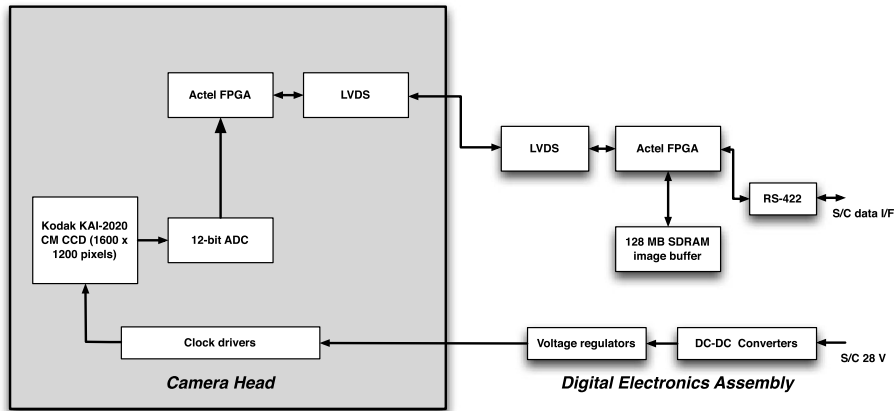 Actel FPGA
LVDS
LVDS
Actel FPGA
RS-422
S/C data I/F
Kodak KAI-2020
CM CCD (1600 x
1200 pixels)
12-bit ADC
128 MB SDRAM
image buffer
Clock drivers
Voltage regulators
DC-DC Converters
S/C 28 V
Camera Head
Digital Electronics Assembly